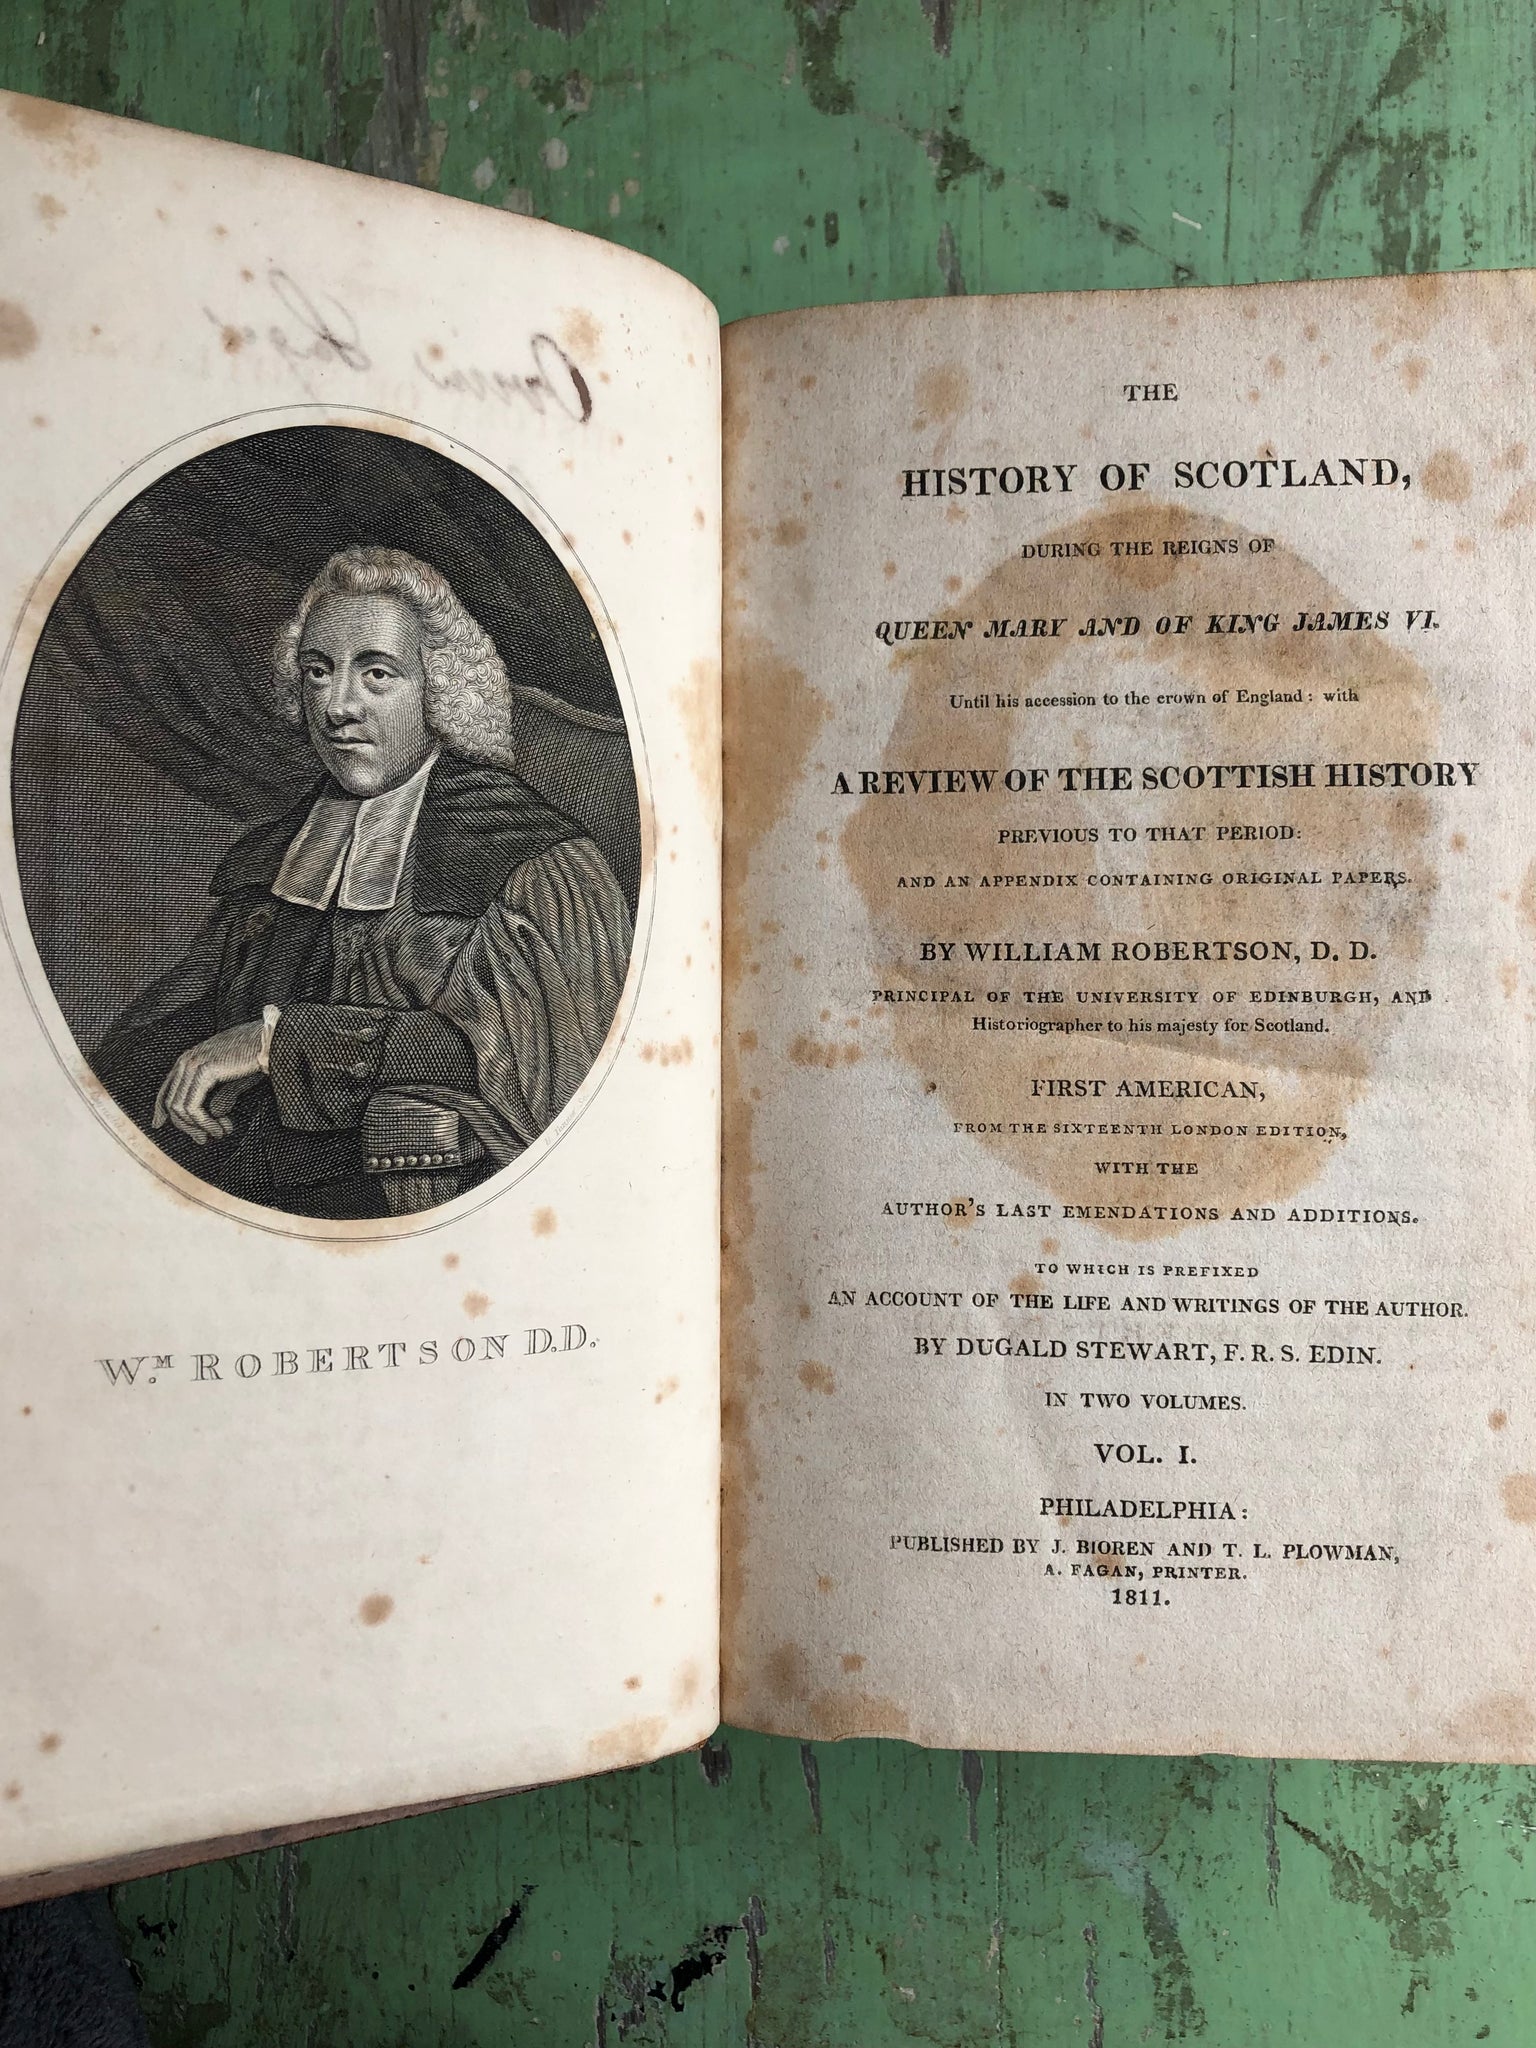 Wᴹ. ROBERTSON D.D.
THE
HISTORY OF SCOTLAND,
DURING THE REIGNS OF
QUEEN MARY AND OF KING JAMES VI.
Until his accession to the crown of England: with
A REVIEW OF THE SCOTTISH HISTORY
PREVIOUS TO THAT PERIOD:
AND AN APPENDIX CONTAINING ORIGINAL PAPERS.
BY WILLIAM ROBERTSON, D. D.
PRINCIPAL OF THE UNIVERSITY OF EDINBURGH, AND
Historiographer to his majesty for Scotland.
FIRST AMERICAN,
FROM THE SIXTEENTH LONDON EDITION,
WITH THE
AUTHOR'S LAST EMENDATIONS AND ADDITIONS.
TO WHICH IS PREFIXED
AN ACCOUNT OF THE LIFE AND WRITINGS OF THE AUTHOR.
BY DUGALD STEWART, F. R. S. EDIN.
IN TWO VOLUMES.
VOL. I.
PHILADELPHIA:
PUBLISHED BY J. BIOREN AND T. L. PLOWMAN,
A. FAGAN, PRINTER.
1811.